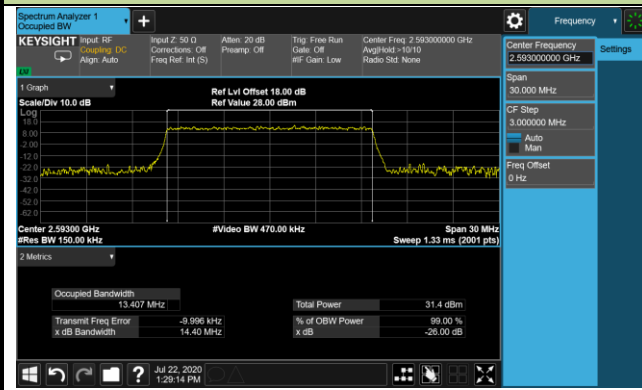 Spectrum Analyzer 1
Occupied BW
Frequency
KEYSIGHT
Input: RF
Coupling: DC
Align: Auto
Input Z: 50 Ω
Corrections: Off
Freq Ref: Int (S)
Atten: 20 dB
Preamp: Off
Trig: Free Run
Gate: Off
#IF Gain: Low
Center Freq: 2.593000000 GHz
Avg|Hold:>10/10
Radio Std: None
Center Frequency
2.593000000 GHz
Settings
Span
30.000 MHz
CF Step
3.000000 MHz
Auto
Man
Freq Offset
0 Hz
1 Graph
Scale/Div 10.0 dB
Ref Lvl Offset 18.00 dB
Ref Value 28.00 dBm
Log
18.0
8.00
-2.00
-12.0
-22.0
-32.0
-42.0
-52.0
-62.0
Center 2.59300 GHz
#Video BW 470.00 kHz
Span 30 MHz
#Res BW 150.00 kHz
Sweep 1.33 ms (2001 pts)
2 Metrics
Occupied Bandwidth
13.407 MHz
Total Power 31.4 dBm
Transmit Freq Error -9.996 kHz
% of OBW Power 99.00 %
x dB Bandwidth 14.40 MHz
x dB -26.00 dB
Jul 22, 2020
1:29:14 PM